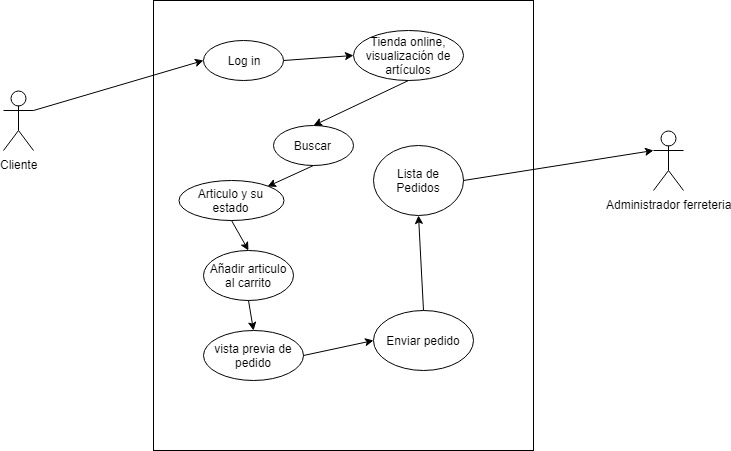 Log in
Tienda online,
visualización de
artículos
Buscar
Cliente
Lista de
Pedidos
Articulo y su
estado
Administrador ferreteria
Añadir articulo
al carrito
vista previa de
pedido
Enviar pedido